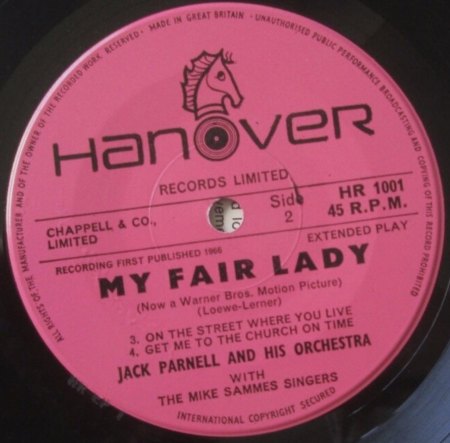 ALL RIGHTS OF THE MANUFACTURER AND OF THE OWNER OF THE RECORDED WORK RESERVED · MADE IN GREAT BRITAIN · UNAUTHORISED PUBLIC PERFORMANCE BROADCASTING AND COPYING OF THIS RECORD PROHIBITED
Hanover
RECORDS LIMITED
CHAPPELL & CO.,
LIMITED
Side
2
HR 1001
45 R.P.M.
RECORDING FIRST PUBLISHED 1966
EXTENDED PLAY
MY FAIR LADY
(Now a Warner Bros. Motion Picture)
(Loewe-Lerner)
3. ON THE STREET WHERE YOU LIVE
4. GET ME TO THE CHURCH ON TIME
JACK PARNELL AND HIS ORCHESTRA
WITH
THE MIKE SAMMES SINGERS
INTERNATIONAL COPYRIGHT SECURED